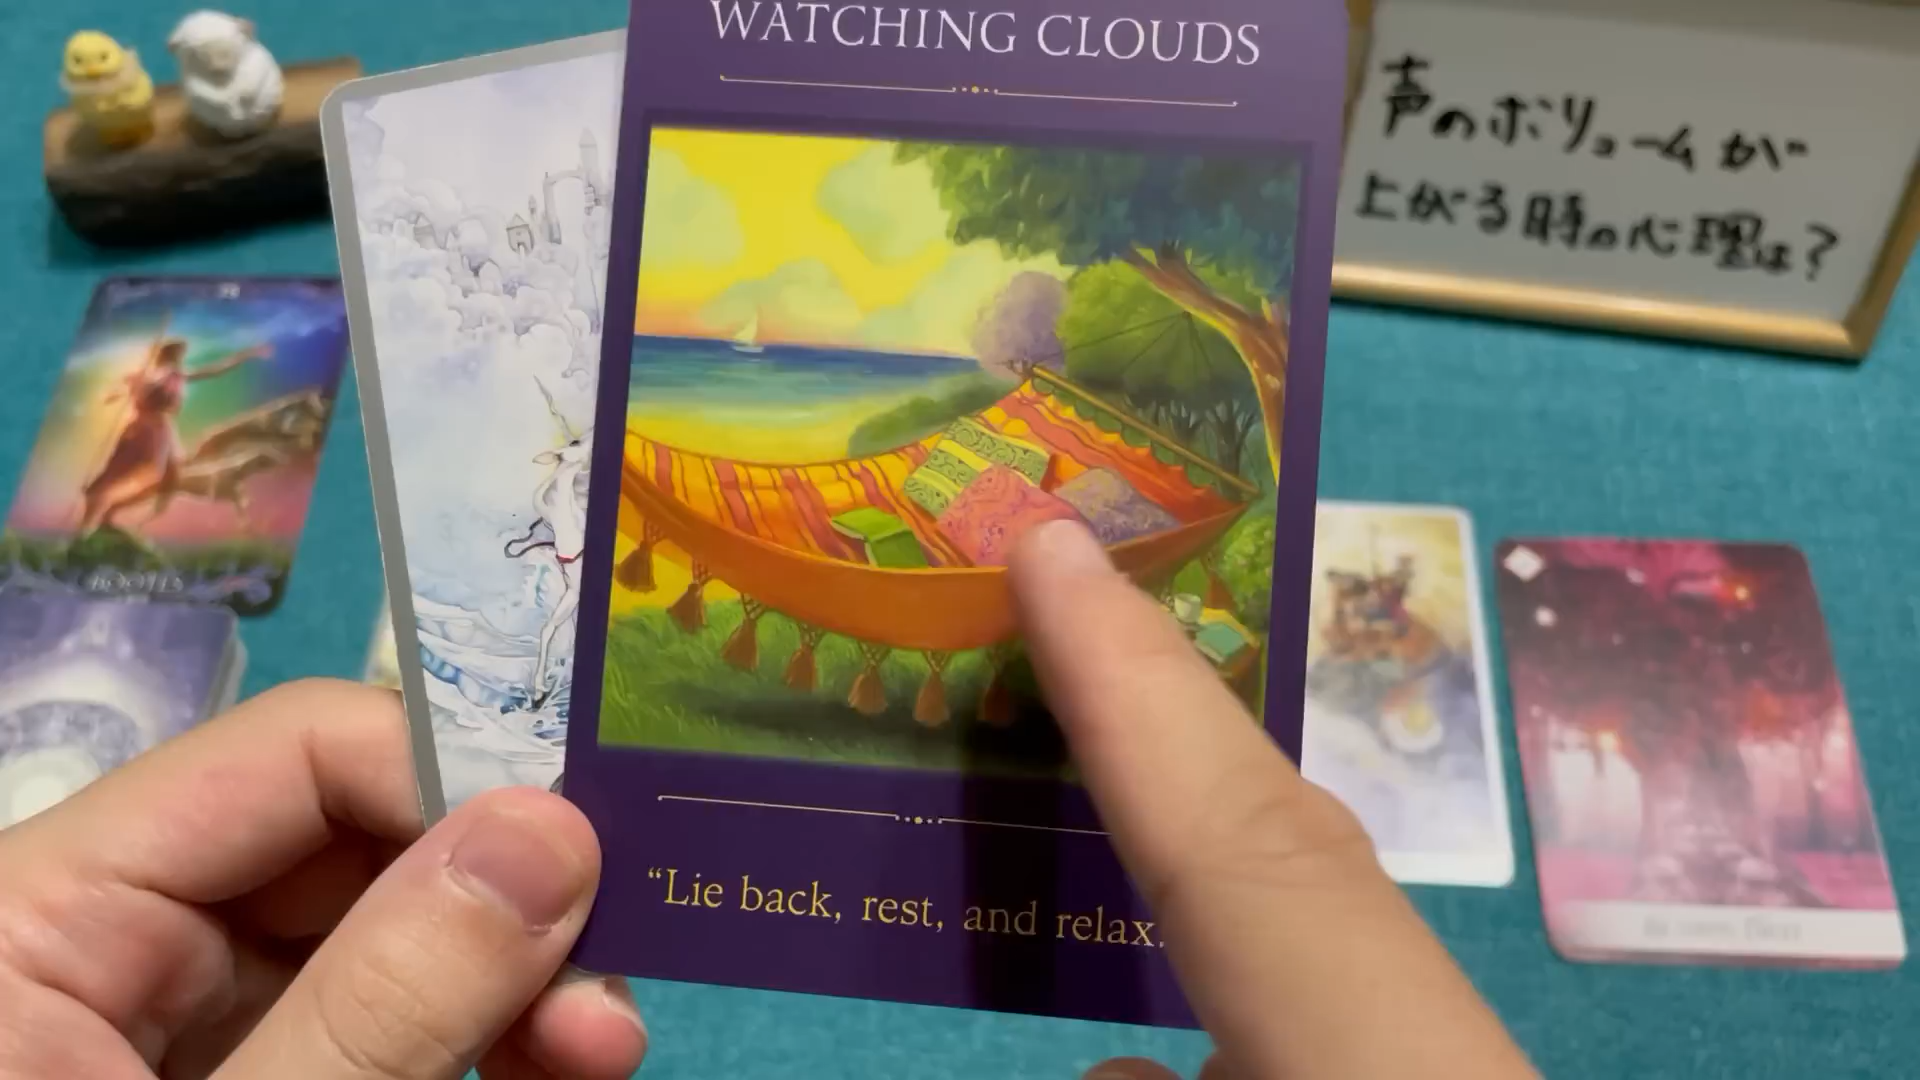 WATCHING CLOUDS
声のボリュームが
上がる時の心理は?
“Lie back, rest, and relax.